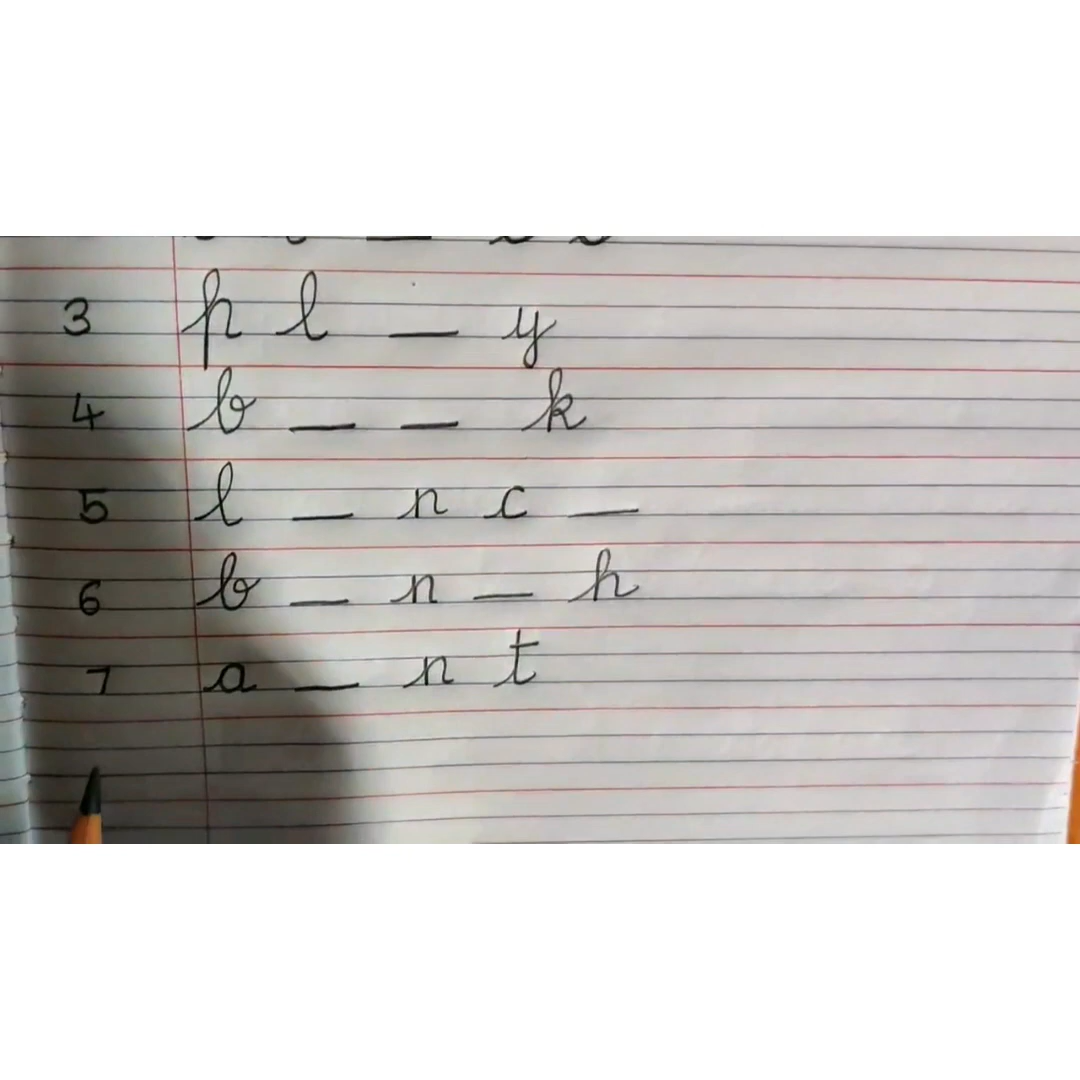 3 p l _ y
4 b _ _ k
5 l _ n c _
6 b _ n _ h
7 a _ n t